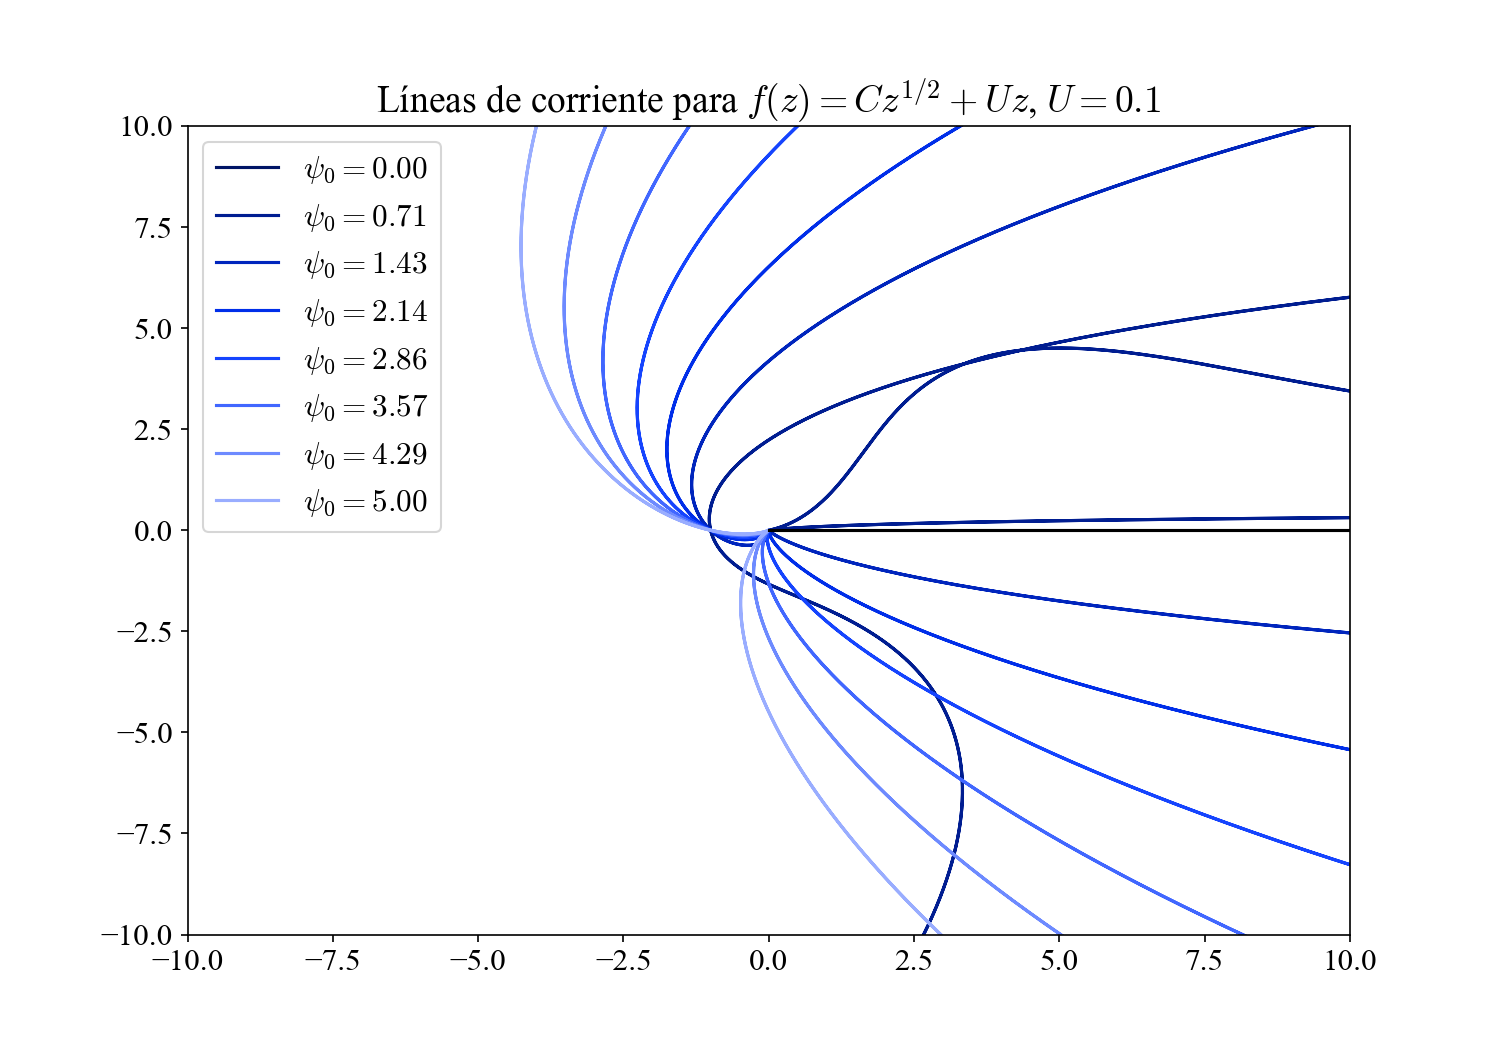 Líneas de corriente para $f(z) = Cz^{1/2} + Uz$, $U = 0.1$
10.0
7.5
5.0
2.5
0.0
−2.5
−5.0
−7.5
−10.0
ψ₀ = 0.00
ψ₀ = 0.71
ψ₀ = 1.43
ψ₀ = 2.14
ψ₀ = 2.86
ψ₀ = 3.57
ψ₀ = 4.29
ψ₀ = 5.00
−10.0 −7.5 −5.0 −2.5 0.0 2.5 5.0 7.5 10.0